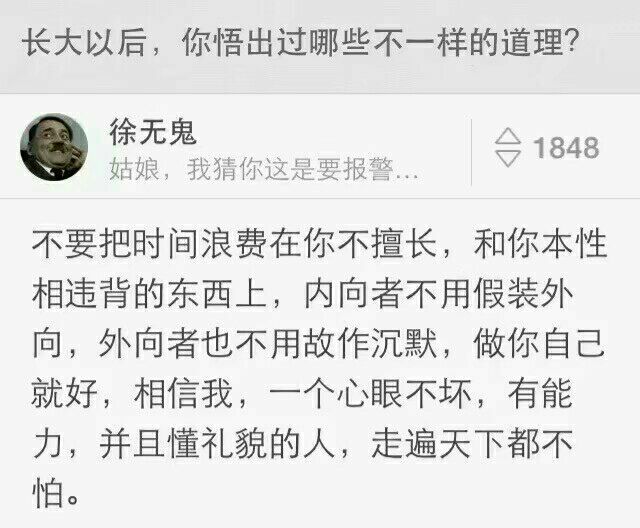 长大以后，你悟出过哪些不一样的道理?
徐无鬼
姑娘，我猜你这是要报警...
1848
不要把时间浪费在你不擅长，和你本性
相违背的东西上，内向者不用假装外
向，外向者也不用故作沉默，做你自己
就好，相信我，一个心眼不坏，有能
力，并且懂礼貌的人，走遍天下都不
怕。